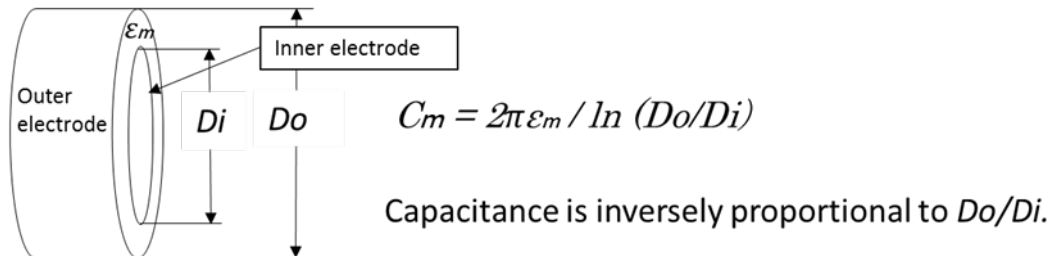 εm
Inner electrode
Outer
electrode
Di
Do
Cm = 2πεm / ln (Do/Di)
Capacitance is inversely proportional to Do/Di.